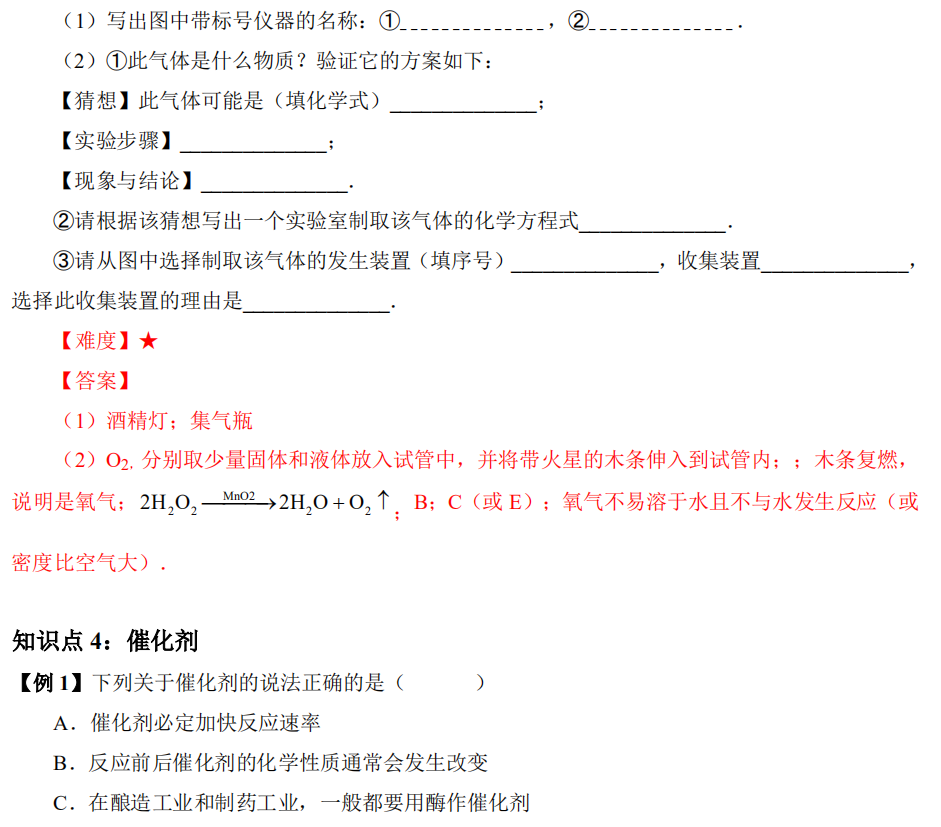 （1）写出图中带标号仪器的名称：①______________，②______________．
（2）①此气体是什么物质？验证它的方案如下：
【猜想】此气体可能是（填化学式）______________；
【实验步骤】______________；
【现象与结论】______________．
②请根据该猜想写出一个实验室制取该气体的化学方程式______________．
③请从图中选择制取该气体的发生装置（填序号）______________，收集装置______________，
选择此收集装置的理由是______________．
【难度】★
【答案】
（1）酒精灯；集气瓶
（2）O₂．分别取少量固体和液体放入试管中，并将带火星的木条伸入到试管内；；木条复燃，
说明是氧气；2H₂O₂ —MnO2→ 2H₂O + O₂ ↑；B；C（或 E）；氧气不易溶于水且不与水发生反应（或
密度比空气大）．
知识点 4：催化剂
【例 1】下列关于催化剂的说法正确的是（ ）
A．催化剂必定加快反应速率
B．反应前后催化剂的化学性质通常会发生改变
C．在酿造工业和制药工业，一般都要用酶作催化剂